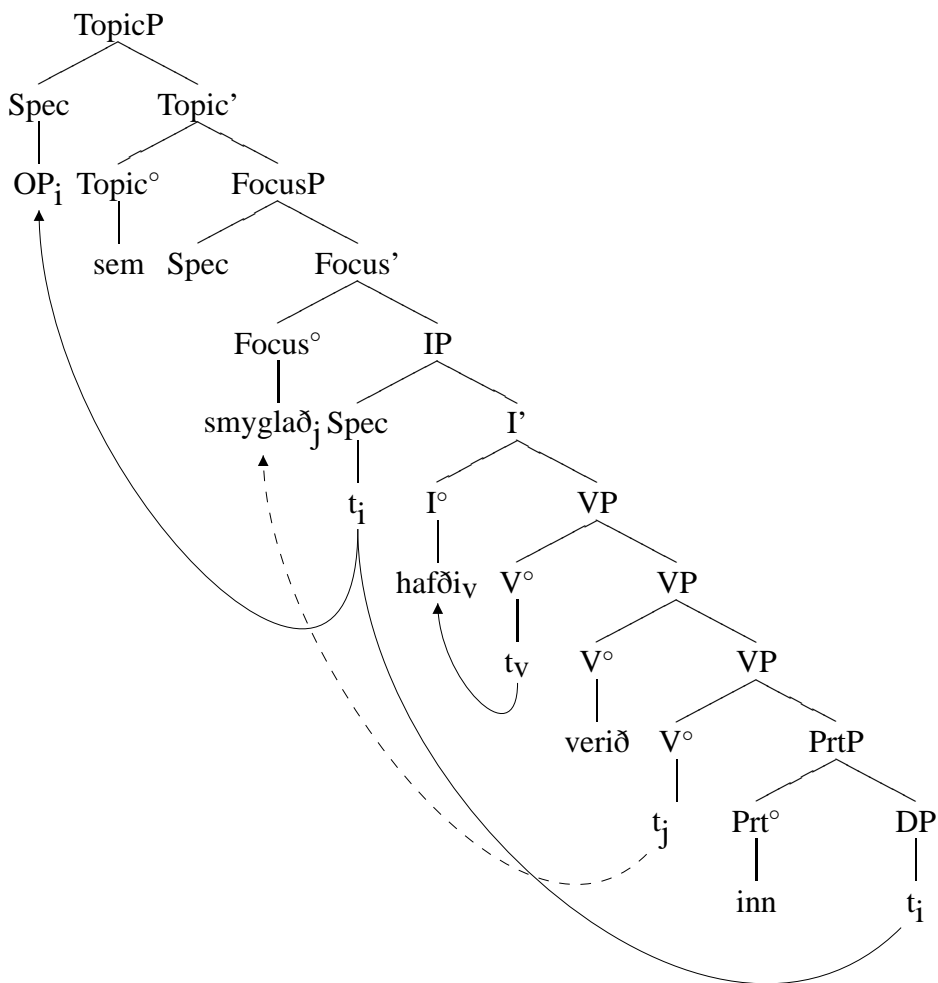 TopicP
Spec Topic’
OPi Topic° FocusP
sem Spec Focus’
Focus° IP
smyglaðj Spec I’
ti I° VP
hafðiv V° VP
tv V° VP
verið V° PrtP
tj Prt° DP
inn ti